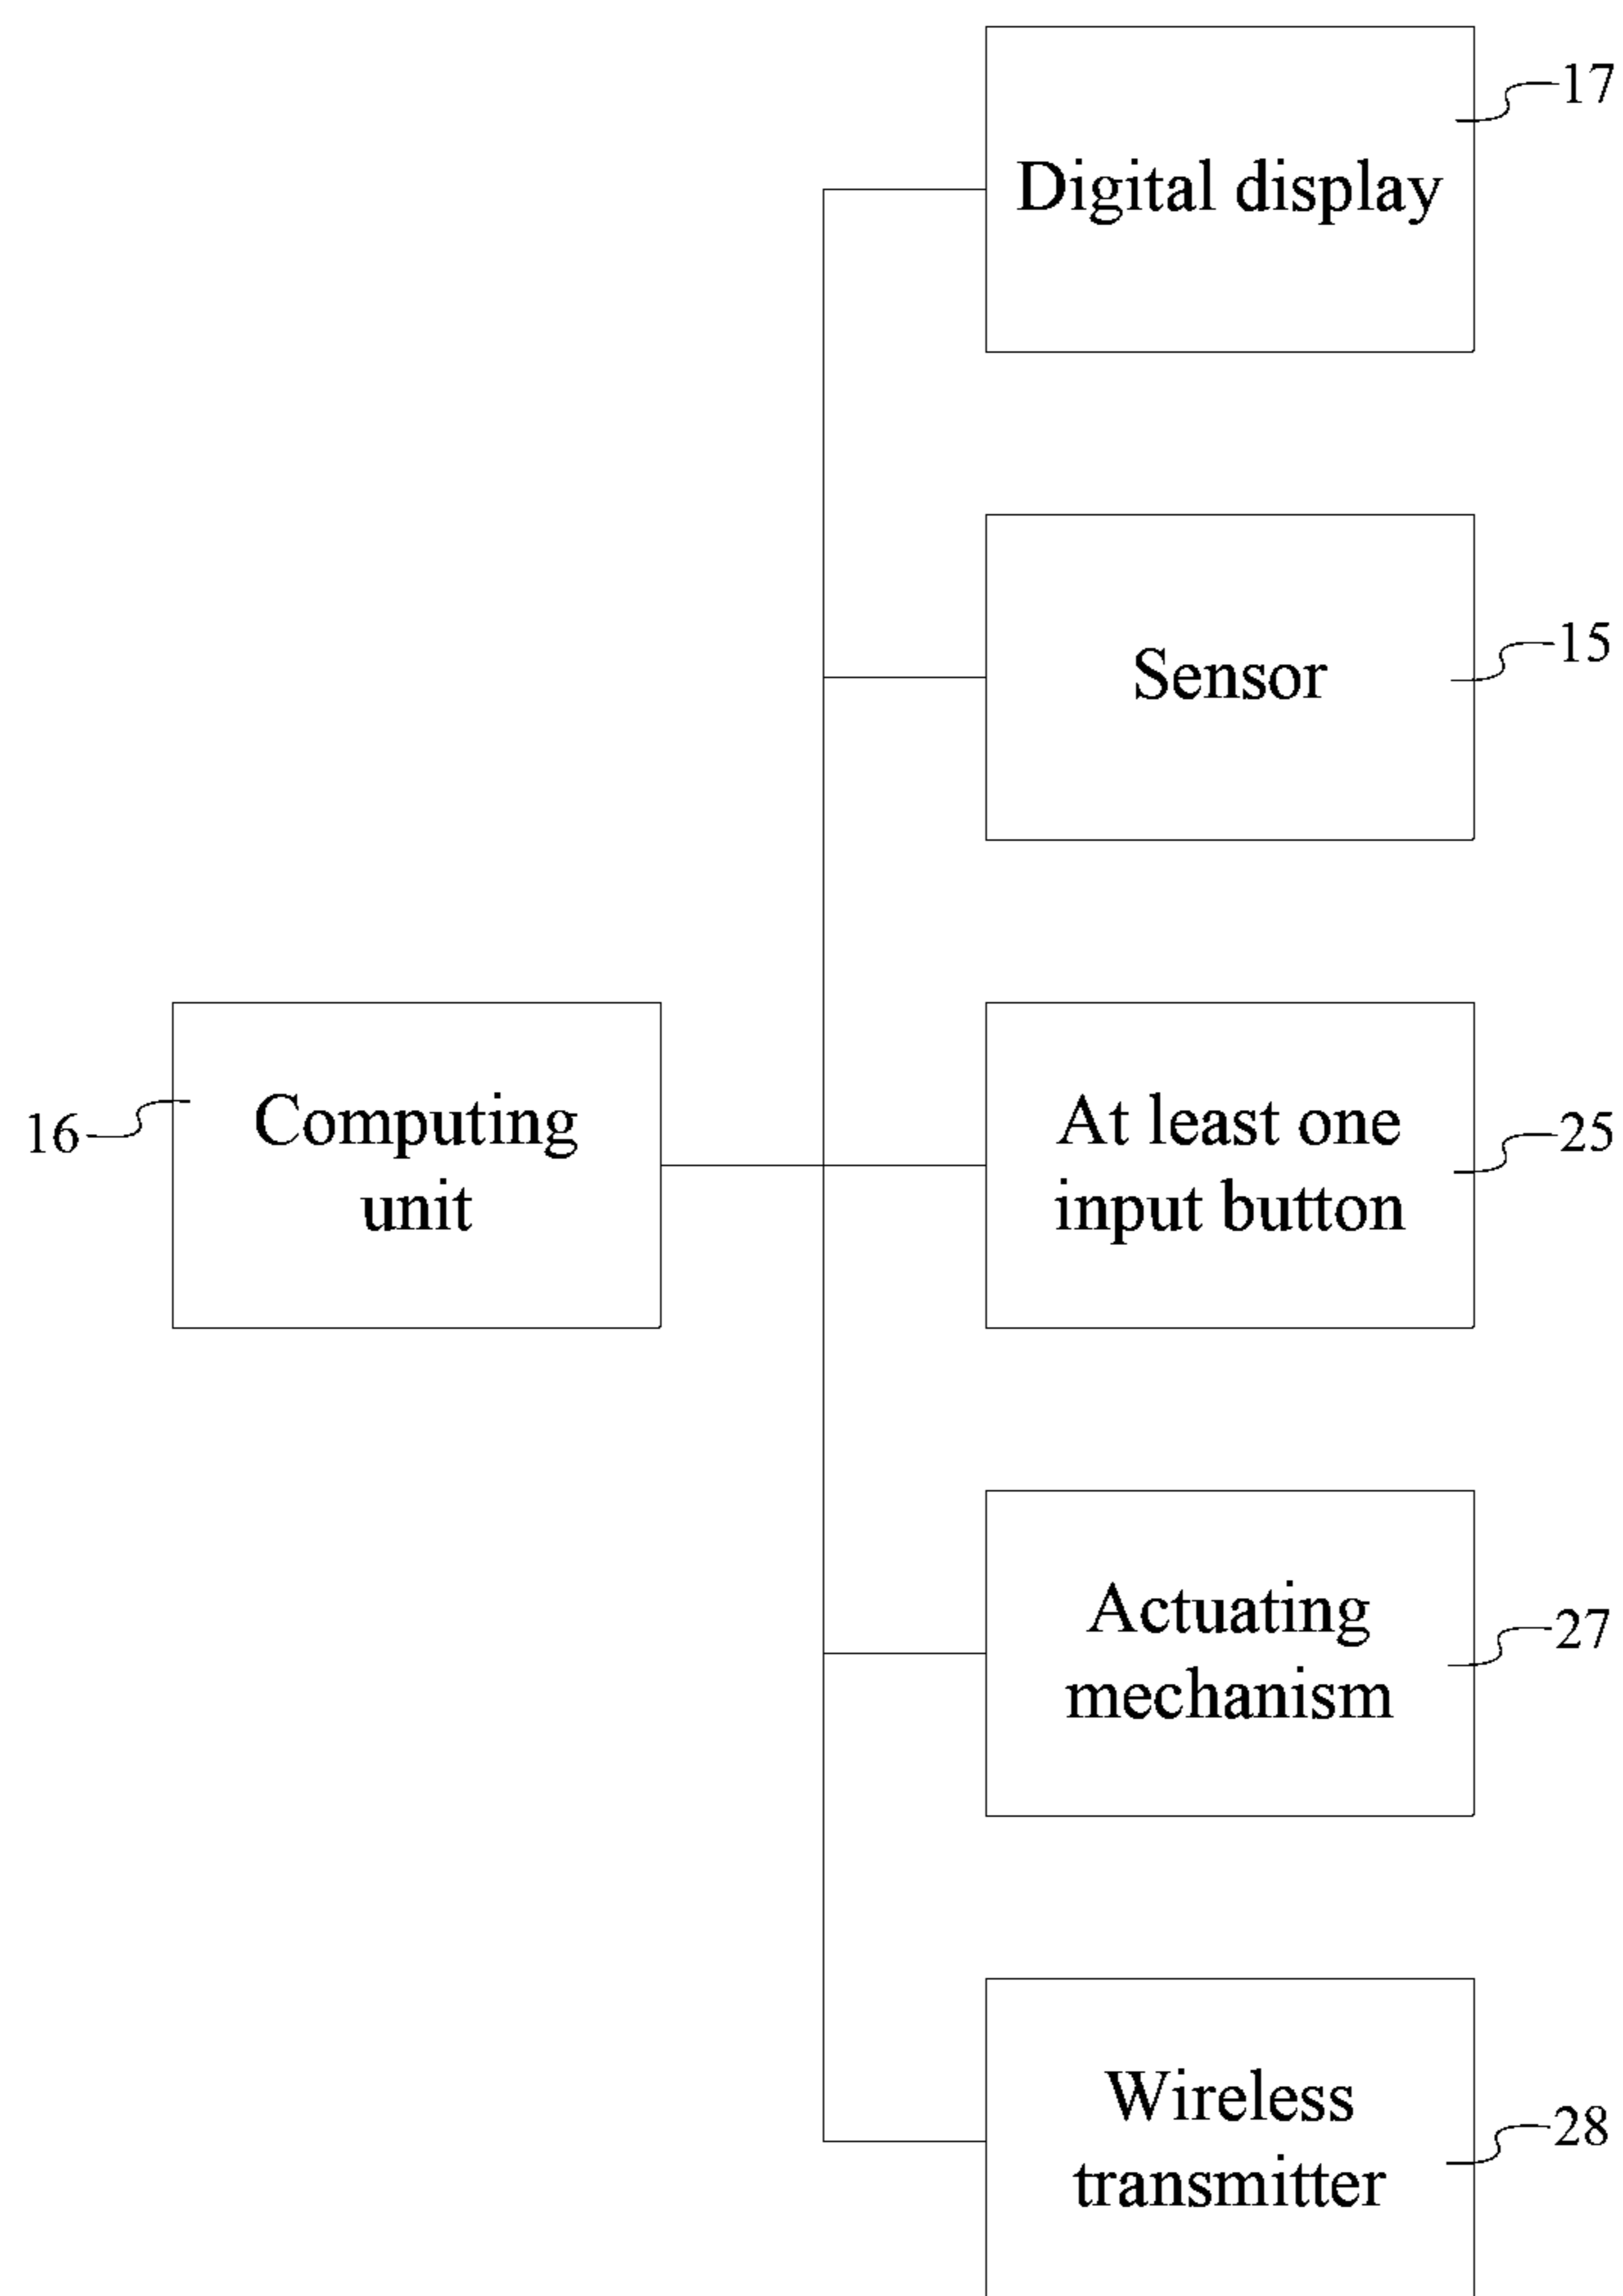 17
Digital display
15
Sensor
16
Computing
unit
25
At least one
input button
27
Actuating
mechanism
28
Wireless
transmitter